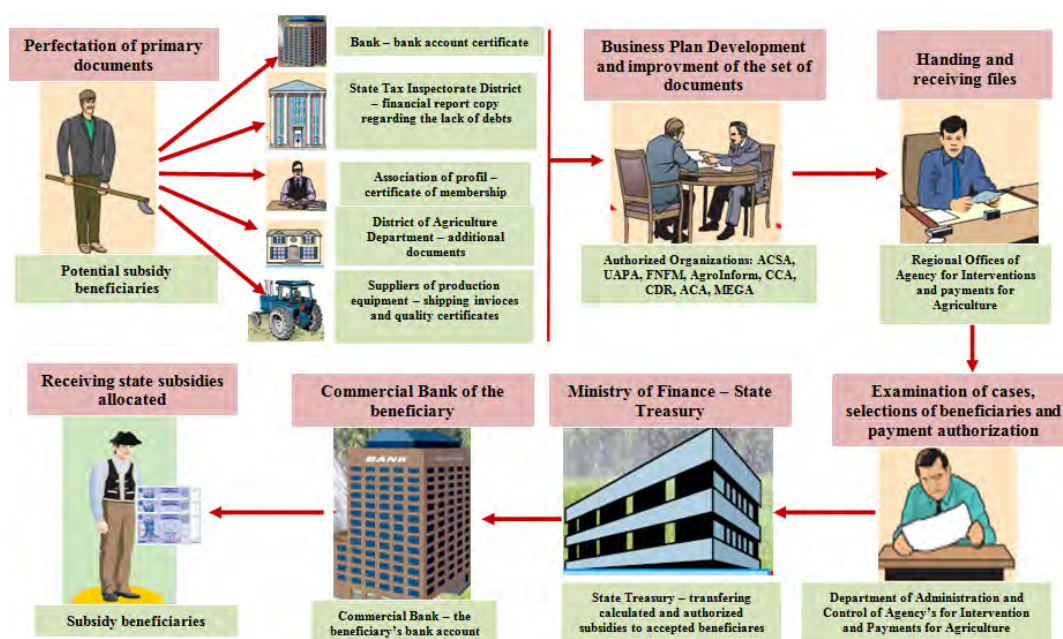 Perfectation of primary
documents
Potential subsidy
beneficiaries
Bank – bank account certificate
State Tax Inspectorate District
– financial report copy
regarding the lack of debts
Association of profil –
certificate of membership
District of Agriculture
Department – additional
documents
Suppliers of production
equipment – shipping invioces
and quality certificates
Business Plan Development
and improvment of the set of
documents
Authorized Organizations: ACSA,
UAPA, FNFM, AgroInform, CCA,
CDR, ACA, MEGA
Handing and
receiving files
Regional Offices of
Agency for Interventions
and payments for
Agriculture
Examination of cases,
selections of beneficiaries and
payment authorization
Department of Administration and
Control of Agency's for Intervention
and Payments for Agriculture
Ministry of Finance – State
Treasury
State Treasury – transfering
calculated and authorized
subsidies to accepted beneficiares
Commercial Bank of the
beneficiary
BANK
Commercial Bank – the
beneficiary's bank account
Receiving state subsidies
allocated
Subsidy beneficiaries